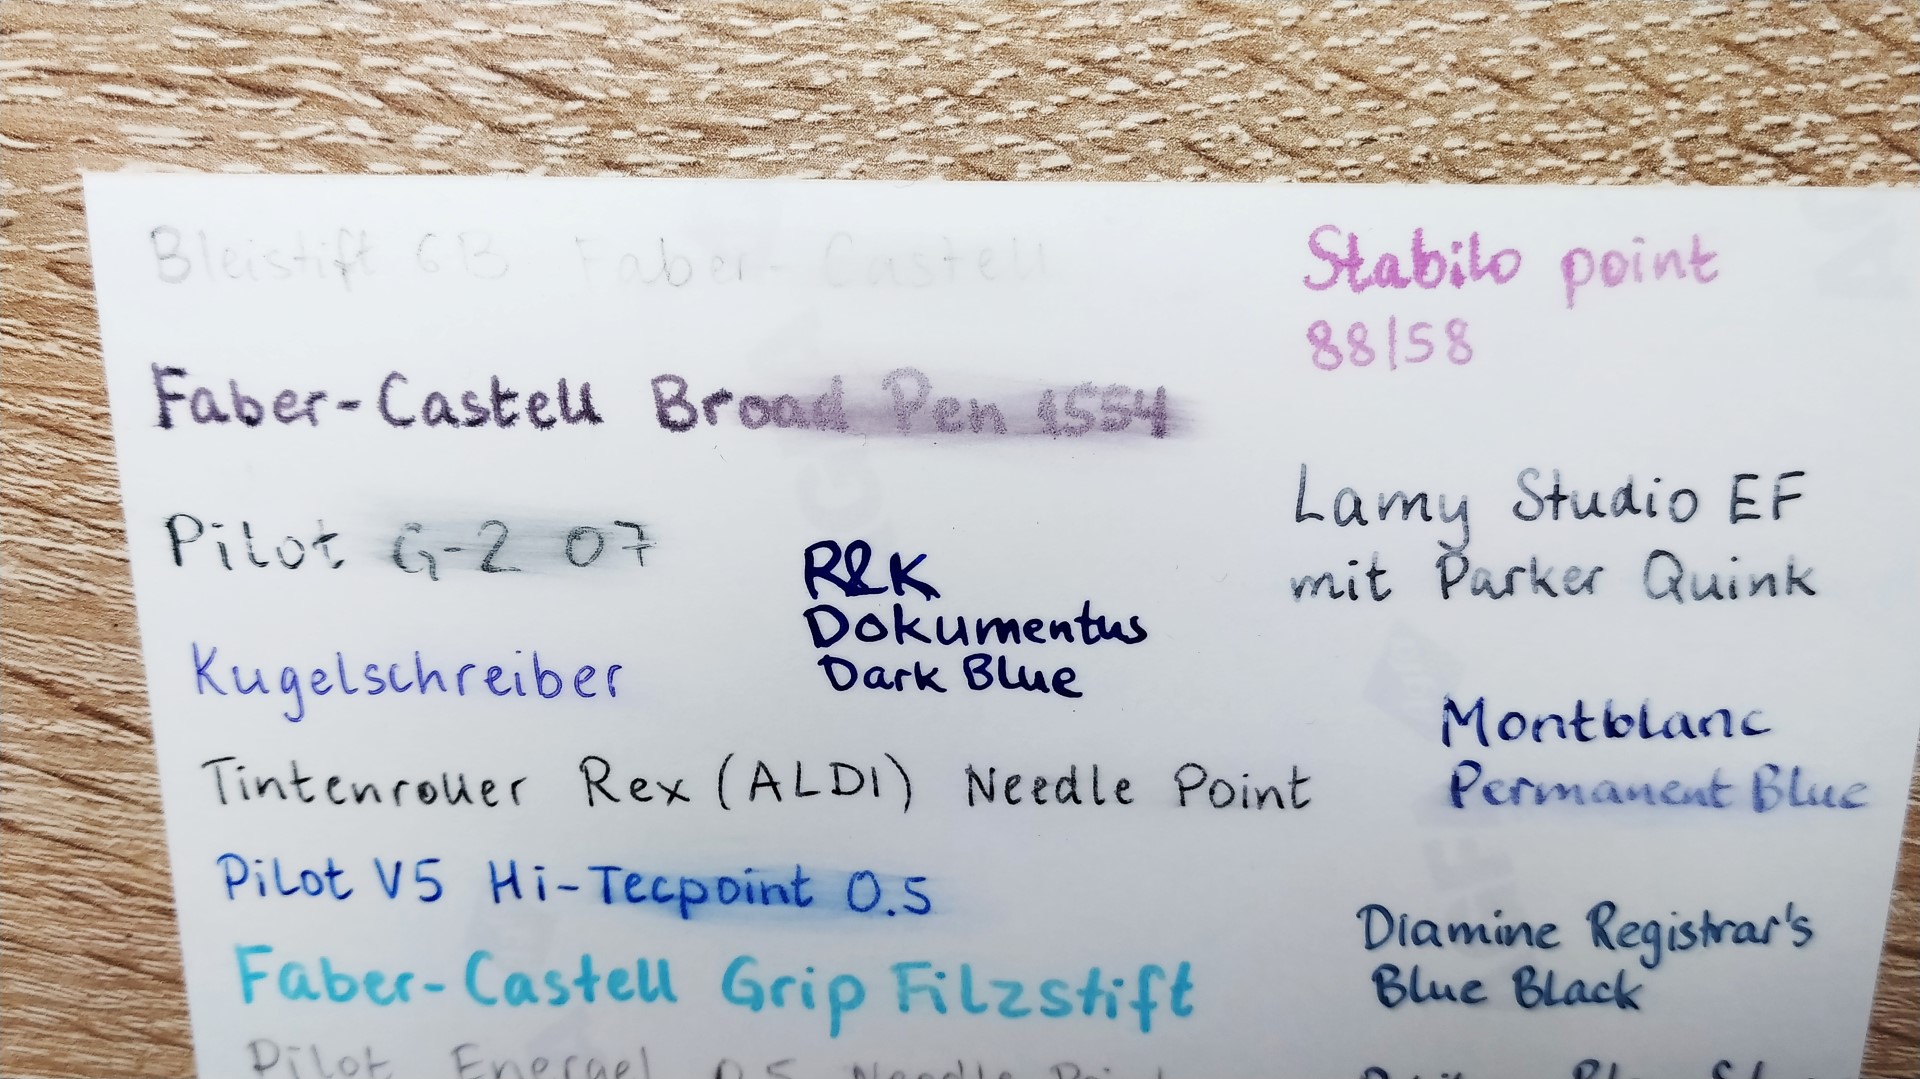 Bleistift 6B Faber-Castell
Faber-Castell Broad Pen 1554
Pilot G-2 07
Kugelschreiber
Tintenroller Rex (ALDI) Needle Point
Pilot V5 Hi-Tecpoint 0.5
Faber-Castell Grip Filzstift
Pilot Energel 0.5 Needle Point
R&K
Dokumentus
Dark Blue
Stabilo point
88/58
Lamy Studio EF
mit Parker Quink
Montblanc
Permanent Blue
Diamine Registrar's
Blue Black